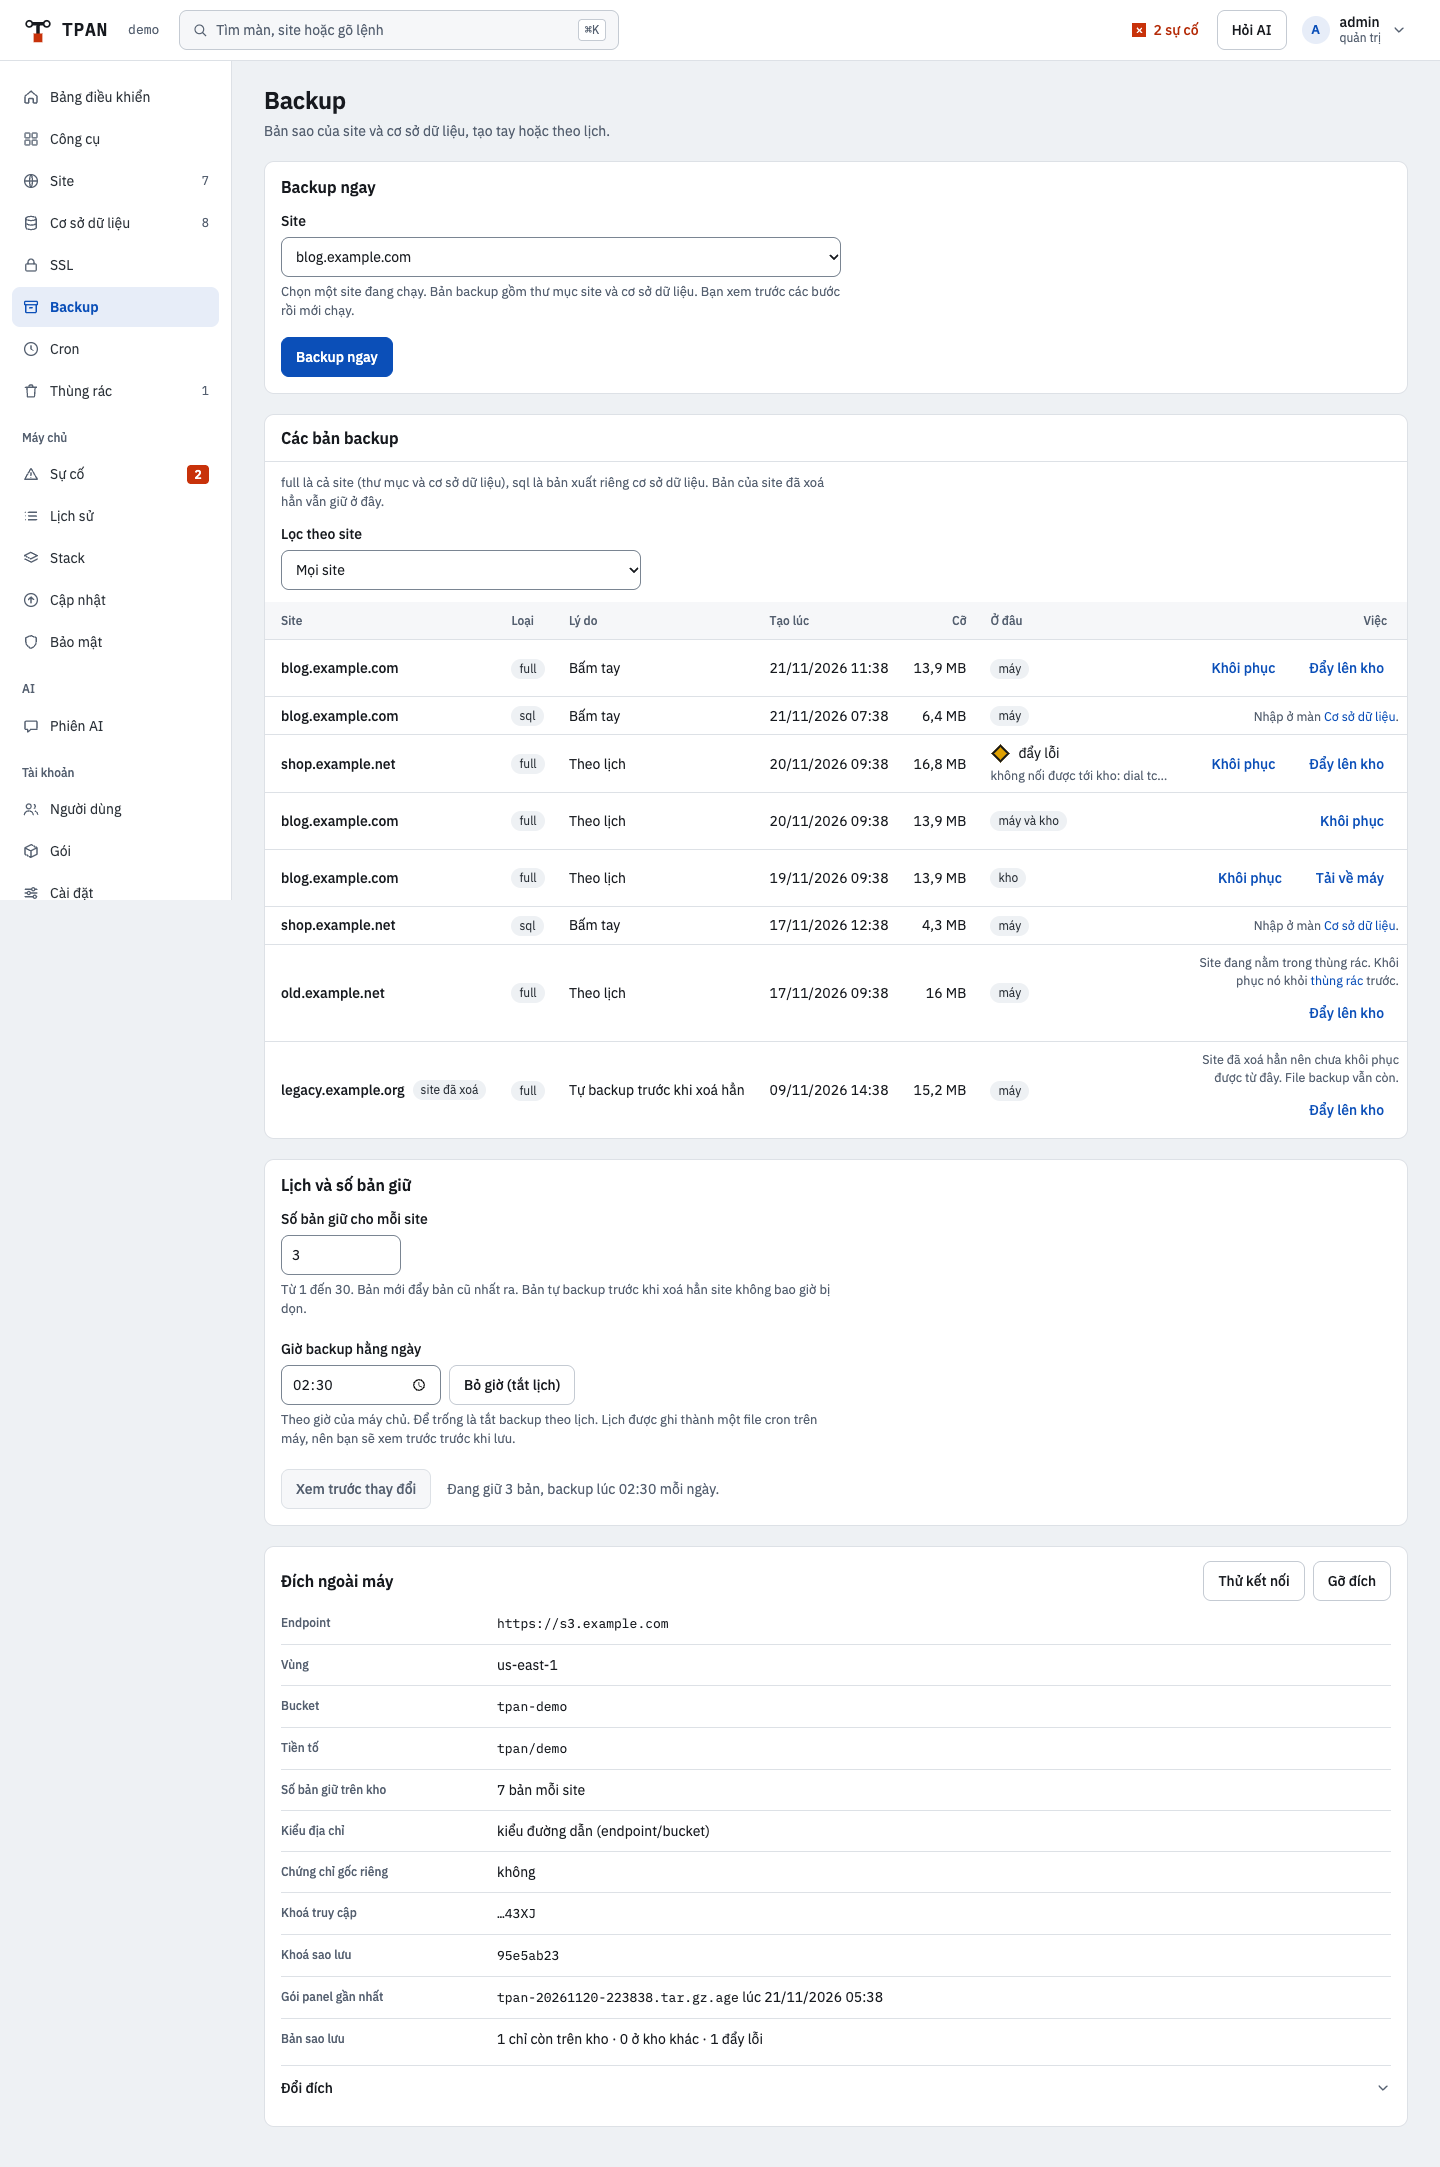 TPAN
demo
Tìm màn, site hoặc gõ lệnh
⌘K
2 sự cố
Hỏi AI
A
admin
quản trị
Bảng điều khiển
Công cụ
Site
7
Cơ sở dữ liệu
8
SSL
Backup
Cron
Thùng rác
1
Máy chủ
Sự cố
2
Lịch sử
Stack
Cập nhật
Bảo mật
AI
Phiên AI
Tài khoản
Người dùng
Gói
Cài đặt
Backup
Bản sao của site và cơ sở dữ liệu, tạo tay hoặc theo lịch.
Backup ngay
Site
blog.example.com
Chọn một site đang chạy. Bản backup gồm thư mục site và cơ sở dữ liệu. Bạn xem trước các bước
rồi mới chạy.
Backup ngay
Các bản backup
full là cả site (thư mục và cơ sở dữ liệu), sql là bản xuất riêng cơ sở dữ liệu. Bản của site đã xoá
hẳn vẫn giữ ở đây.
Lọc theo site
Mọi site
Site Loại Lý do Tạo lúc Cỡ Ở đâu Việc
blog.example.com full Bấm tay 21/11/2026 11:38 13,9 MB máy Khôi phục Đẩy lên kho
blog.example.com sql Bấm tay 21/11/2026 07:38 6,4 MB máy Nhập ở màn Cơ sở dữ liệu.
shop.example.net full Theo lịch 20/11/2026 09:38 16,8 MB đẩy lỗi Khôi phục Đẩy lên kho
không nối được tới kho: dial tc...
blog.example.com full Theo lịch 20/11/2026 09:38 13,9 MB máy và kho Khôi phục
blog.example.com full Theo lịch 19/11/2026 09:38 13,9 MB kho Khôi phục Tải về máy
shop.example.net sql Bấm tay 17/11/2026 12:38 4,3 MB máy Nhập ở màn Cơ sở dữ liệu.
old.example.net full Theo lịch 17/11/2026 09:38 16 MB máy
Site đang nằm trong thùng rác. Khôi
phục nó khỏi thùng rác trước.
Đẩy lên kho
legacy.example.org site đã xoá full Tự backup trước khi xoá hẳn 09/11/2026 14:38 15,2 MB máy
Site đã xoá hẳn nên chưa khôi phục
được từ đây. File backup vẫn còn.
Đẩy lên kho
Lịch và số bản giữ
Số bản giữ cho mỗi site
3
Từ 1 đến 30. Bản mới đẩy bản cũ nhất ra. Bản tự backup trước khi xoá hẳn site không bao giờ bị
dọn.
Giờ backup hằng ngày
02:30
Bỏ giờ (tắt lịch)
Theo giờ của máy chủ. Để trống là tắt backup theo lịch. Lịch được ghi thành một file cron trên
máy, nên bạn sẽ xem trước trước khi lưu.
Xem trước thay đổi
Đang giữ 3 bản, backup lúc 02:30 mỗi ngày.
Đích ngoài máy
Thử kết nối
Gỡ đích
Endpoint https://s3.example.com
Vùng us-east-1
Bucket tpan-demo
Tiền tố tpan/demo
Số bản giữ trên kho 7 bản mỗi site
Kiểu địa chỉ kiểu đường dẫn (endpoint/bucket)
Chứng chỉ gốc riêng không
Khoá truy cập …43XJ
Khoá sao lưu 95e5ab23
Gói panel gần nhất tpan-20261120-223838.tar.gz.age lúc 21/11/2026 05:38
Bản sao lưu 1 chỉ còn trên kho · 0 ở kho khác · 1 đẩy lỗi
Đổi đích